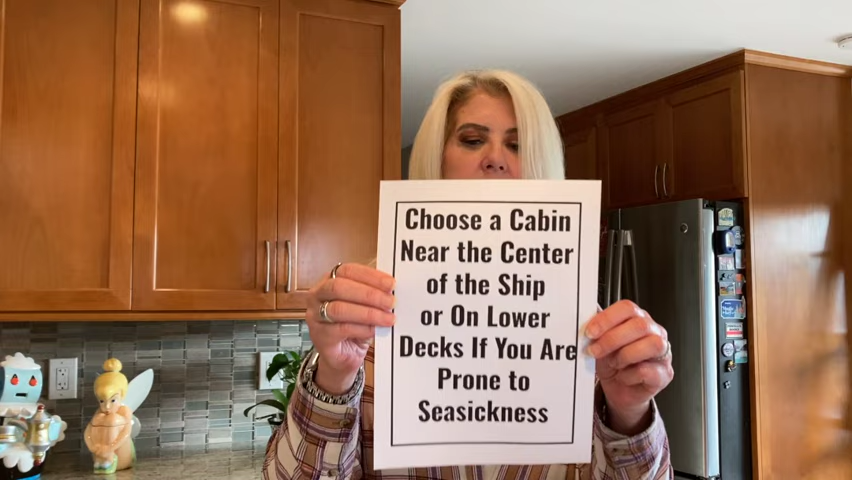 Choose a Cabin
Near the Center
of the Ship
or On Lower
Decks If You Are
Prone to
Seasickness